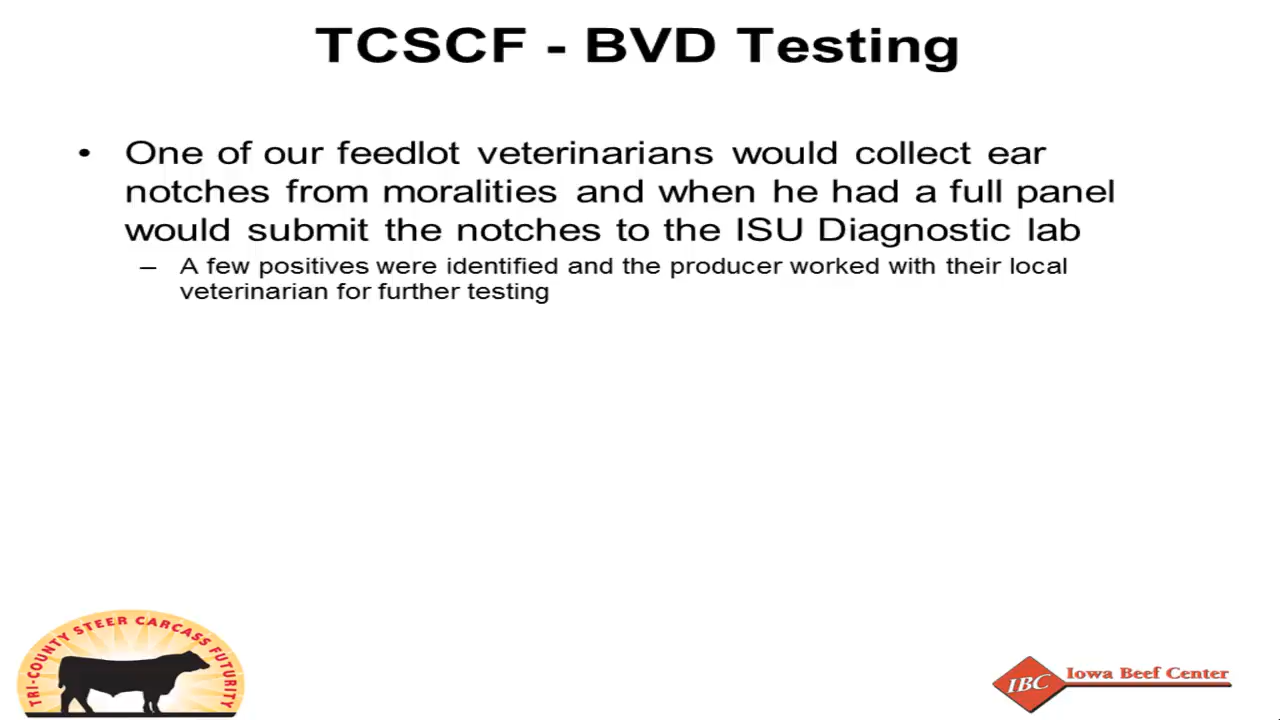 TCSCF - BVD Testing
• One of our feedlot veterinarians would collect ear
notches from moralities and when he had a full panel
would submit the notches to the ISU Diagnostic lab
– A few positives were identified and the producer worked with their local
veterinarian for further testing
TRI-COUNTY STEER CARCASS FUTURITY
IBC Iowa Beef Center